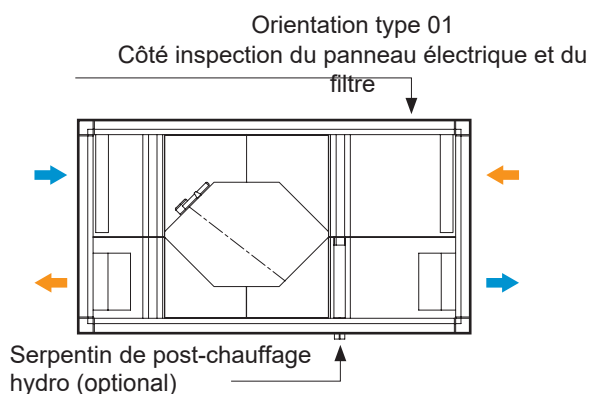 Orientation type 01
Côté inspection du panneau électrique et du
filtre
Serpentin de post-chauffage
hydro (optional)